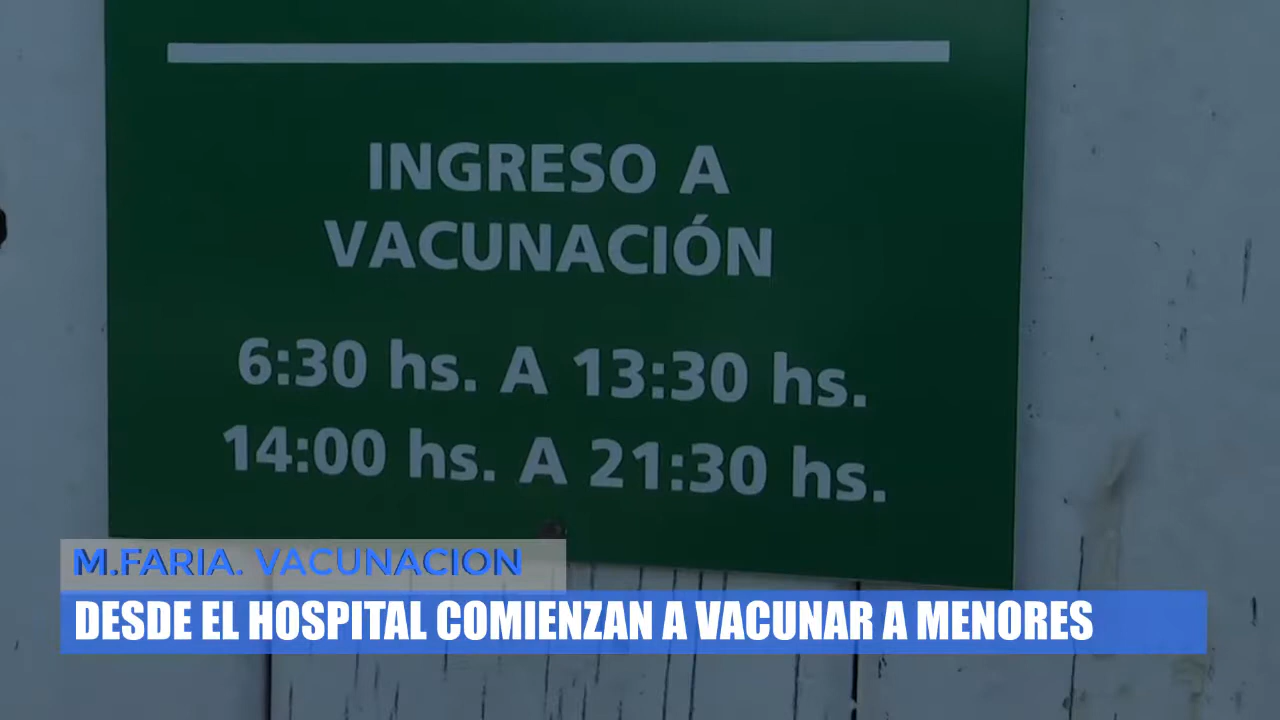 INGRESO A
VACUNACIÓN
6:30 hs. A 13:30 hs.
14:00 hs. A 21:30 hs.
M.FARIA. VACUNACION
DESDE EL HOSPITAL COMIENZAN A VACUNAR A MENORES